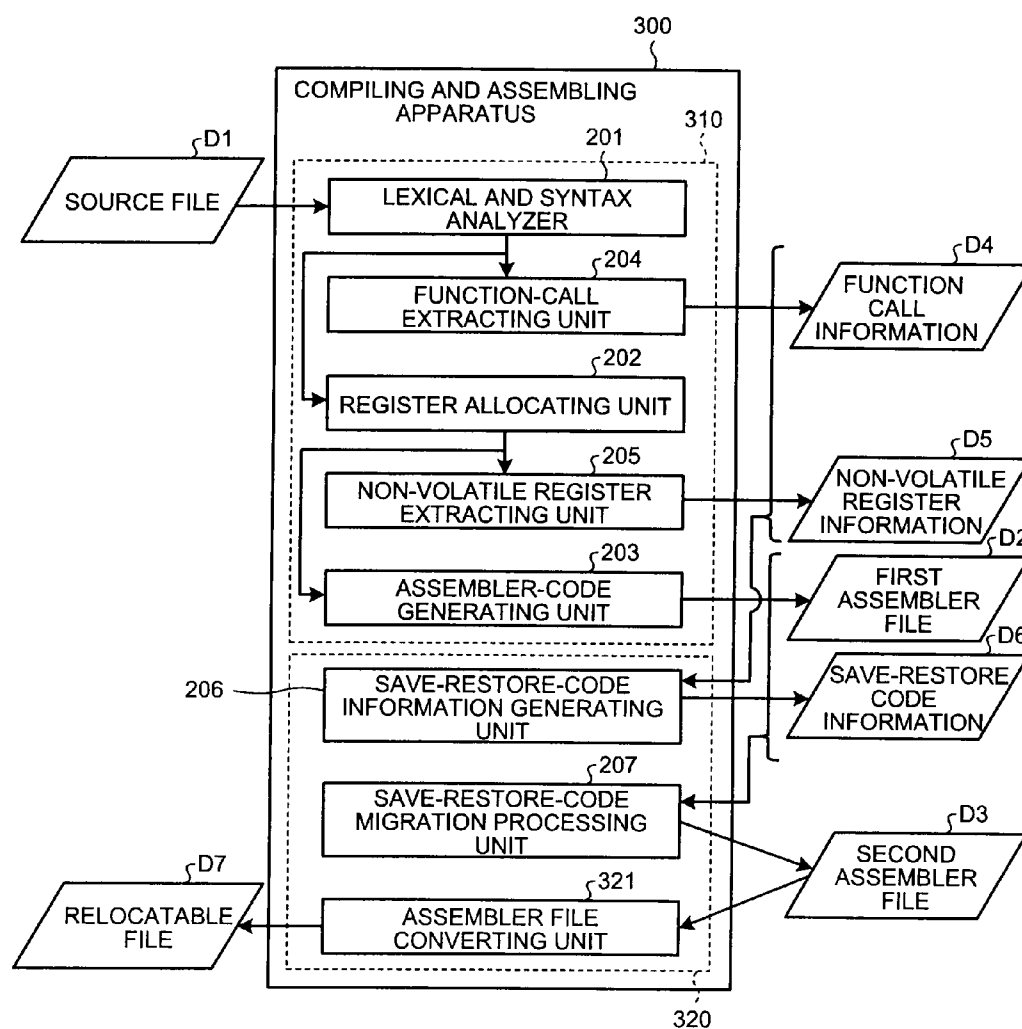 300
COMPILING AND ASSEMBLING
APPARATUS
310
D1
201
SOURCE FILE
LEXICAL AND SYNTAX
ANALYZER
204
D4
FUNCTION-CALL
EXTRACTING UNIT
FUNCTION
CALL
INFORMATION
202
REGISTER ALLOCATING UNIT
205
D5
NON-VOLATILE REGISTER
EXTRACTING UNIT
NON-VOLATILE
REGISTER
INFORMATION
203
D2
ASSEMBLER-CODE
GENERATING UNIT
FIRST
ASSEMBLER
FILE
D6
206
SAVE-RESTORE-CODE
INFORMATION GENERATING
UNIT
SAVE-RESTORE
CODE
INFORMATION
207
SAVE-RESTORE-CODE
MIGRATION PROCESSING
UNIT
D3
SECOND
ASSEMBLER
FILE
D7
321
RELOCATABLE
FILE
ASSEMBLER FILE
CONVERTING UNIT
320